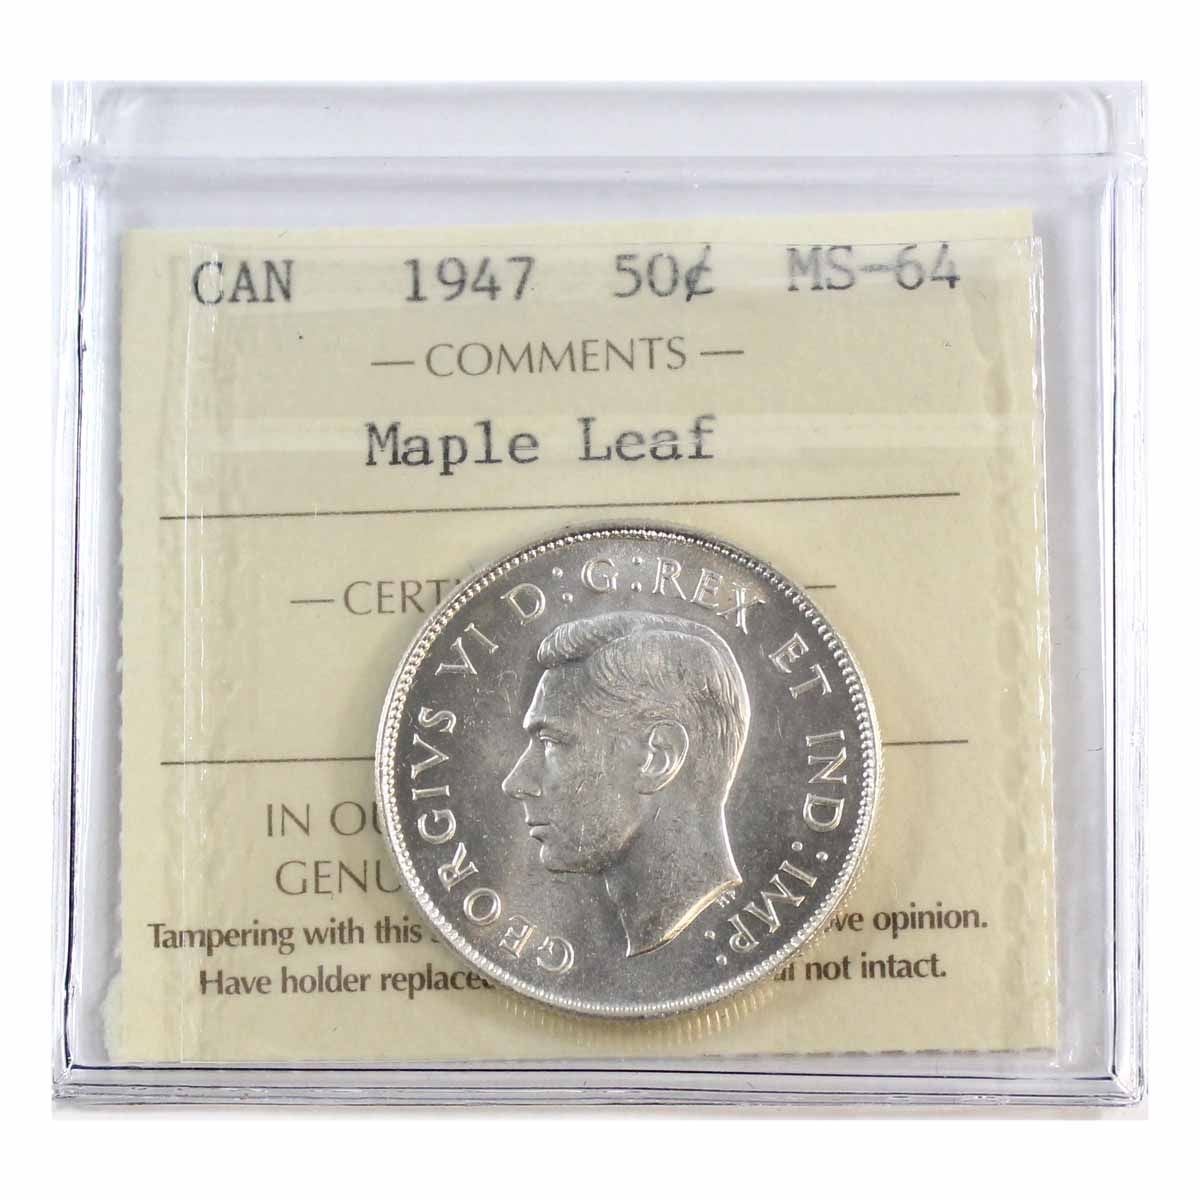 CAN 1947 50¢ MS-64
— COMMENTS —
Maple Leaf
— CERTI —
IN OU
GENU
Tampering with this ve opinion.
Have holder replaced not intact.
GEORGIVS VI D:G:REX ET IND:IMP: